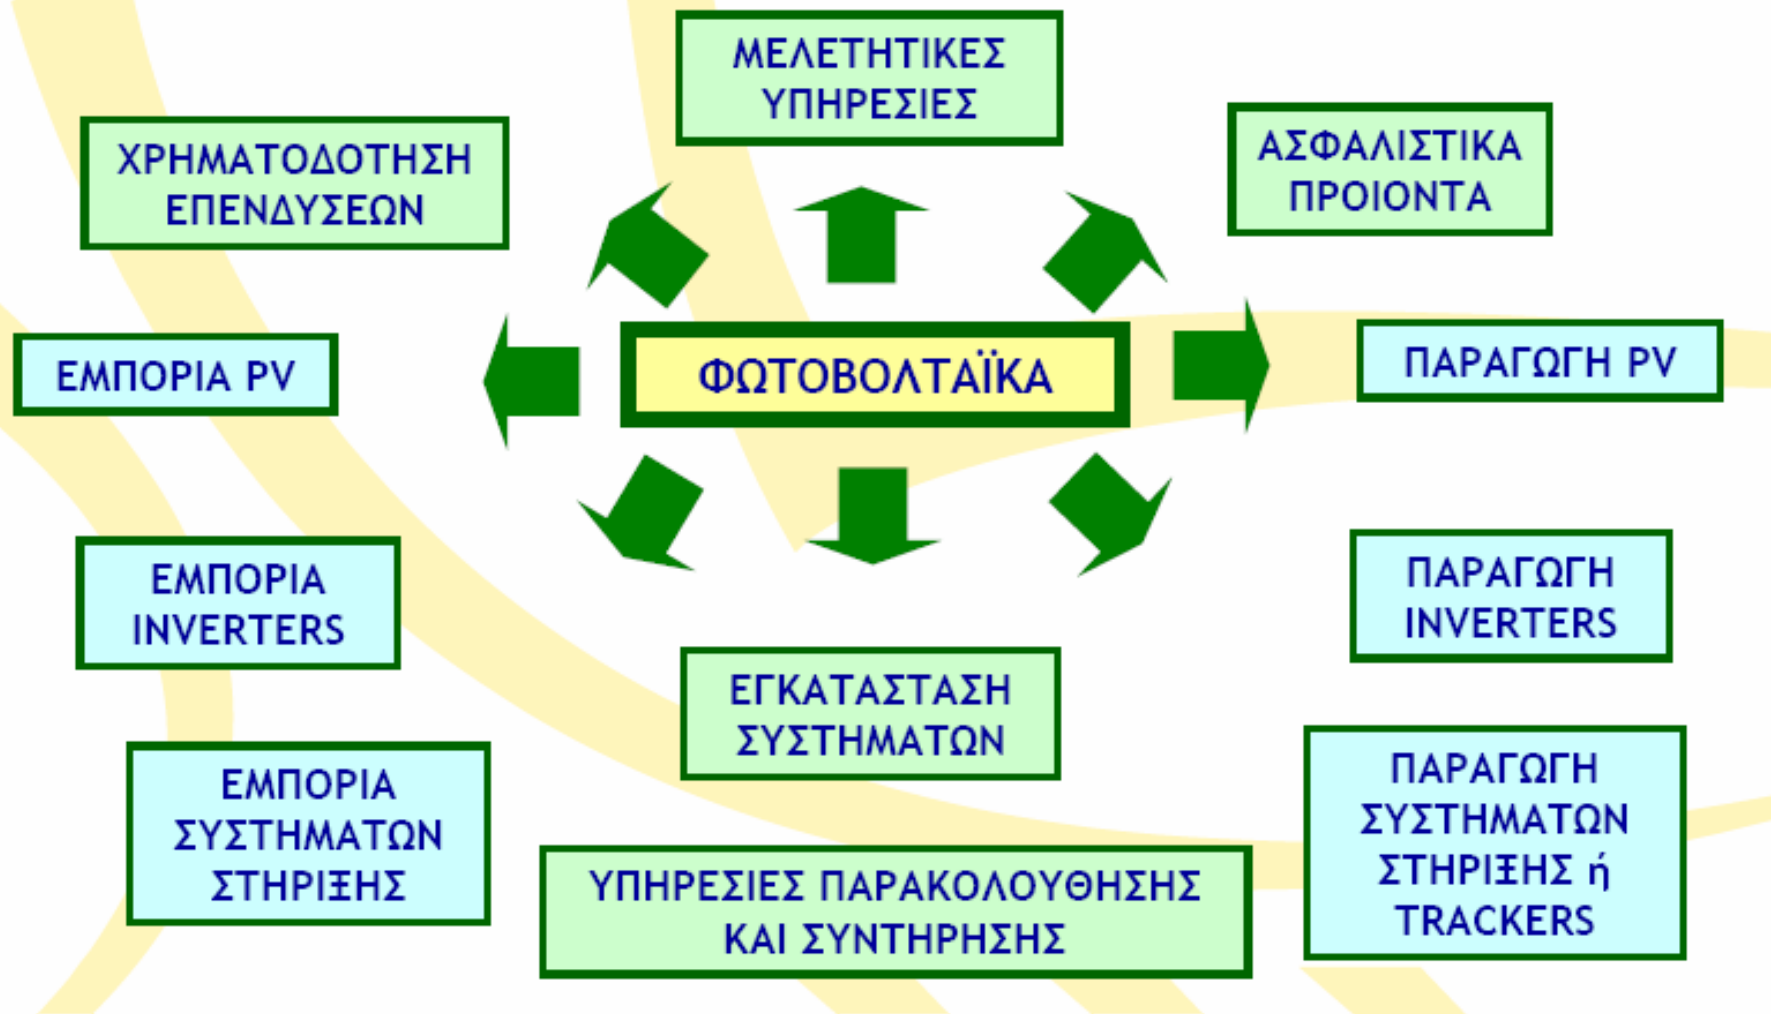 ΜΕΛΕΤΗΤΙΚΕΣ
ΥΠΗΡΕΣΙΕΣ
ΧΡΗΜΑΤΟΔΟΤΗΣΗ
ΕΠΕΝΔΥΣΕΩΝ
ΑΣΦΑΛΙΣΤΙΚΑ
ΠΡΟΙΟΝΤΑ
ΕΜΠΟΡΙΑ PV
ΦΩΤΟΒΟΛΤΑΪΚΑ
ΠΑΡΑΓΩΓΗ PV
ΕΜΠΟΡΙΑ
INVERTERS
ΠΑΡΑΓΩΓΗ
INVERTERS
ΕΓΚΑΤΑΣΤΑΣΗ
ΣΥΣΤΗΜΑΤΩΝ
ΕΜΠΟΡΙΑ
ΣΥΣΤΗΜΑΤΩΝ
ΣΤΗΡΙΞΗΣ
ΠΑΡΑΓΩΓΗ
ΣΥΣΤΗΜΑΤΩΝ
ΣΤΗΡΙΞΗΣ ή
TRACKERS
ΥΠΗΡΕΣΙΕΣ ΠΑΡΑΚΟΛΟΥΘΗΣΗΣ
ΚΑΙ ΣΥΝΤΗΡΗΣΗΣ